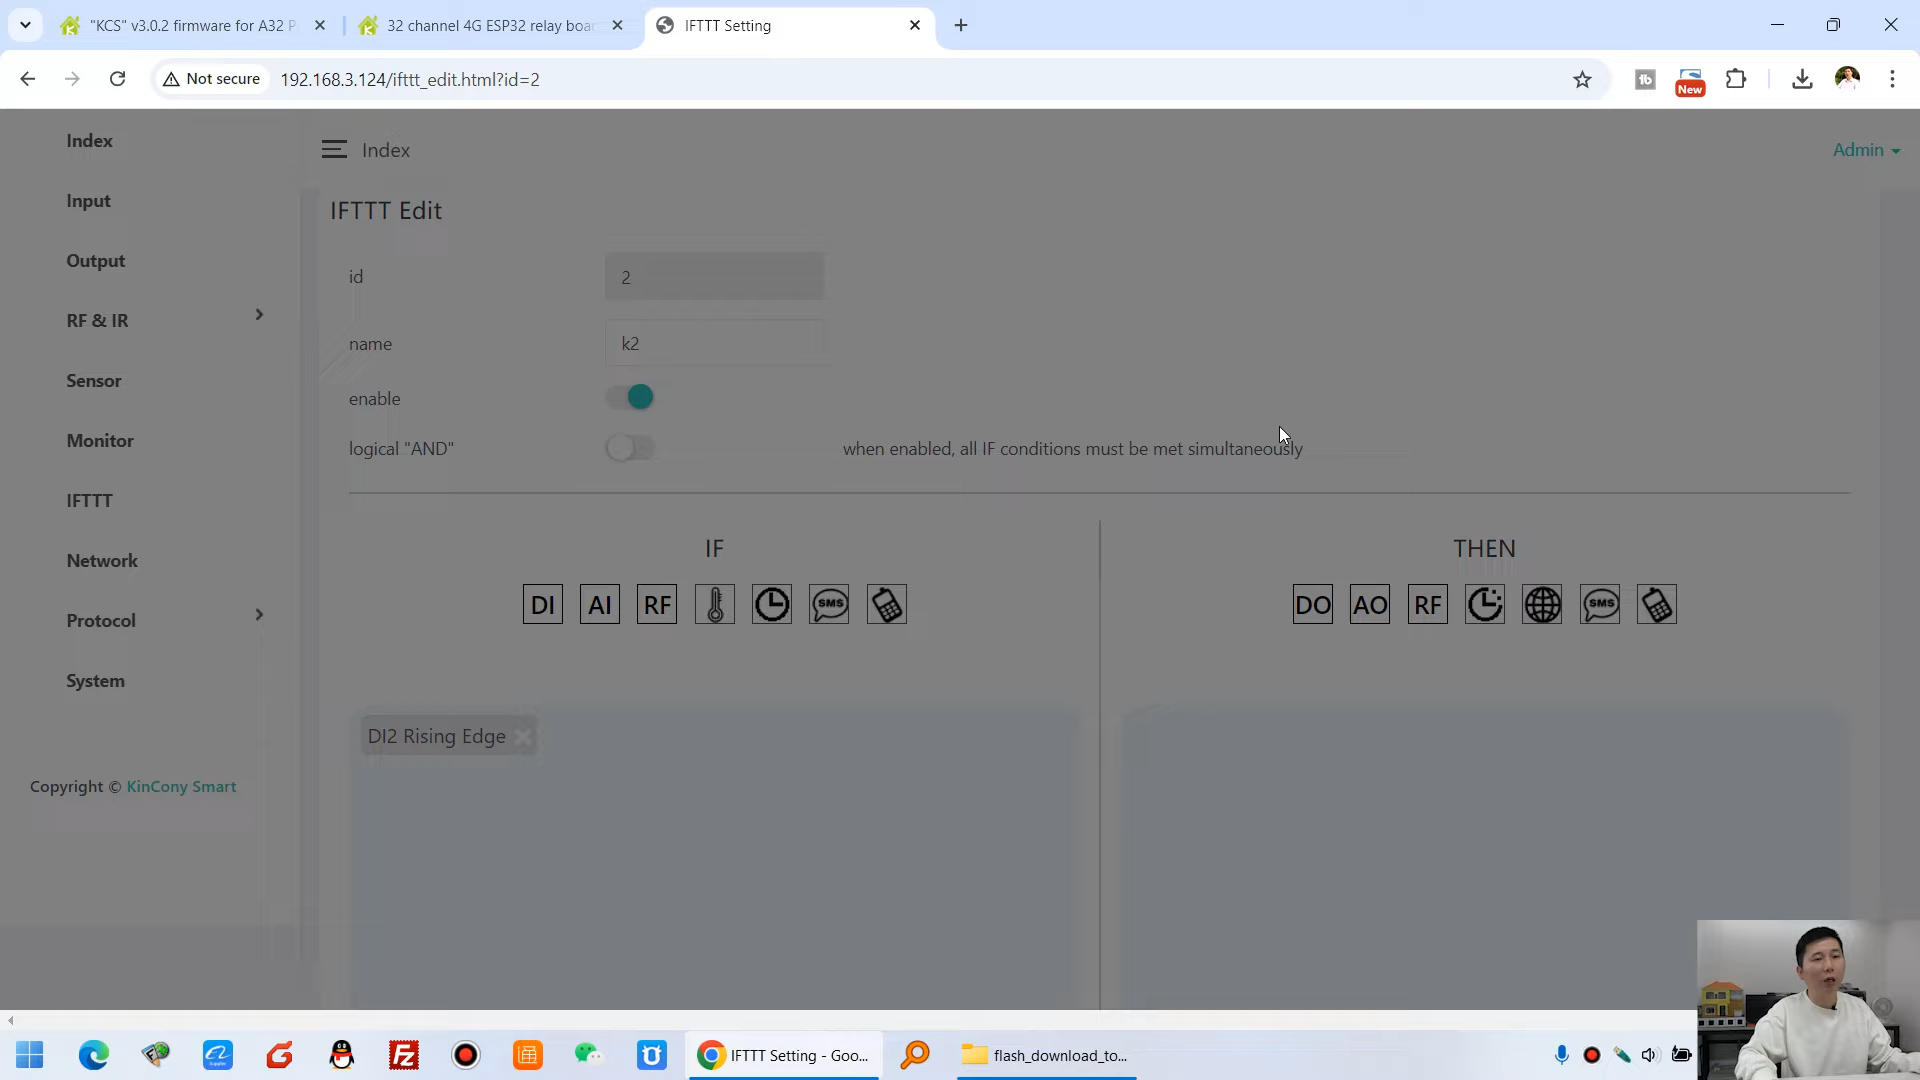 "KCS" v3.0.2 firmware for A32 P
32 channel 4G ESP32 relay boa
IFTTT Setting
Not secure
192.168.3.124/ifttt_edit.html?id=2
New
Index
Input
Output
RF & IR
Sensor
Monitor
IFTTT
Network
Protocol
System
Copyright © KinCony Smart
Index
Admin
IFTTT Edit
id
2
name
k2
enable
logical "AND"
when enabled, all IF conditions must be met simultaneously
IF
THEN
DI
AI
RF
SMS
DO
AO
RF
SMS
DI2 Rising Edge
IFTTT Setting - Goo...
flash_download_to...